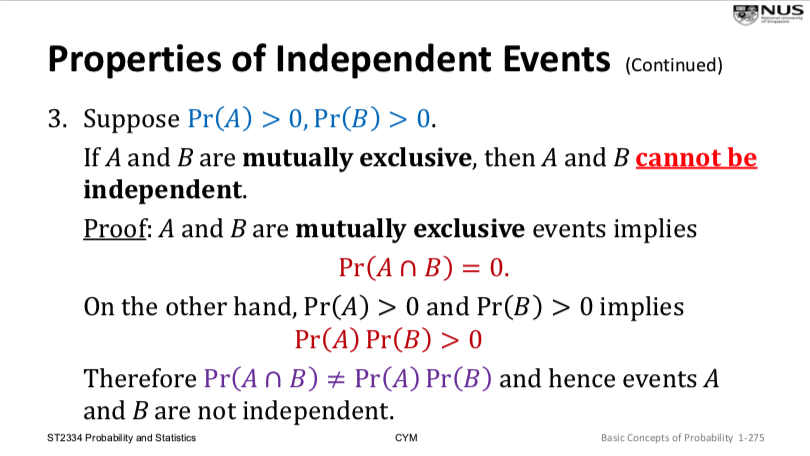 NUS
National University
of Singapore
Properties of Independent Events (Continued)
3. Suppose Pr(A) > 0, Pr(B) > 0.
If A and B are mutually exclusive, then A and B cannot be
independent.
Proof: A and B are mutually exclusive events implies
Pr(A ∩ B) = 0.
On the other hand, Pr(A) > 0 and Pr(B) > 0 implies
Pr(A) Pr(B) > 0
Therefore Pr(A ∩ B) ≠ Pr(A) Pr(B) and hence events A
and B are not independent.
ST2334 Probability and Statistics CYM Basic Concepts of Probability 1-275